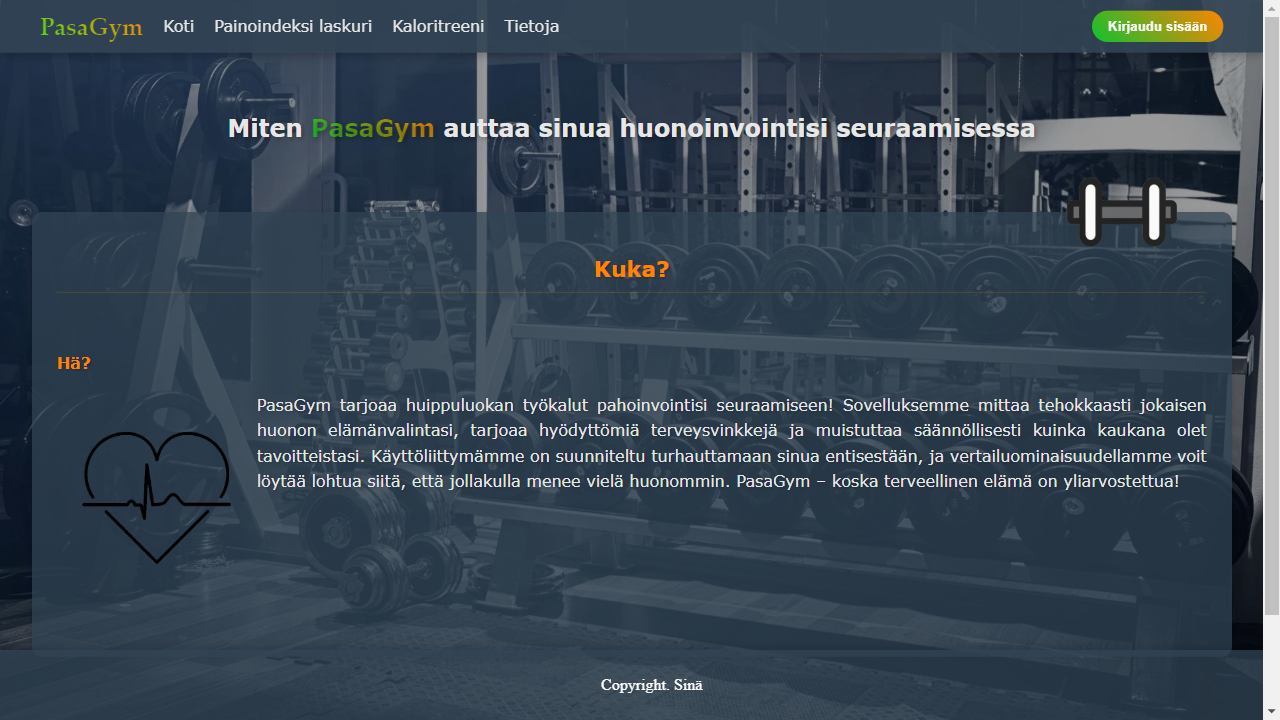 PasaGym Koti Painoindeksi laskuri Kaloritreeni Tietoja Kirjaudu sisään
Miten PasaGym auttaa sinua huonoinvointisi seuraamisessa
Kuka?
Hä?
PasaGym tarjoaa huippuluokan työkalut pahoinvointisi seuraamiseen! Sovelluksemme mittaa tehokkaasti jokaisen
huonon elämänvalintasi, tarjoaa hyödyttömiä terveysvinkkejä ja muistuttaa säännöllisesti kuinka kaukana olet
tavoitteistasi. Käyttöliittymämme on suunniteltu turhauttamaan sinua entisestään, ja vertailuominaisuudellamme voit
löytää lohtua siitä, että jollakulla menee vielä huonommin. PasaGym – koska terveellinen elämä on yliarvostettua!
Copyright. Sinä